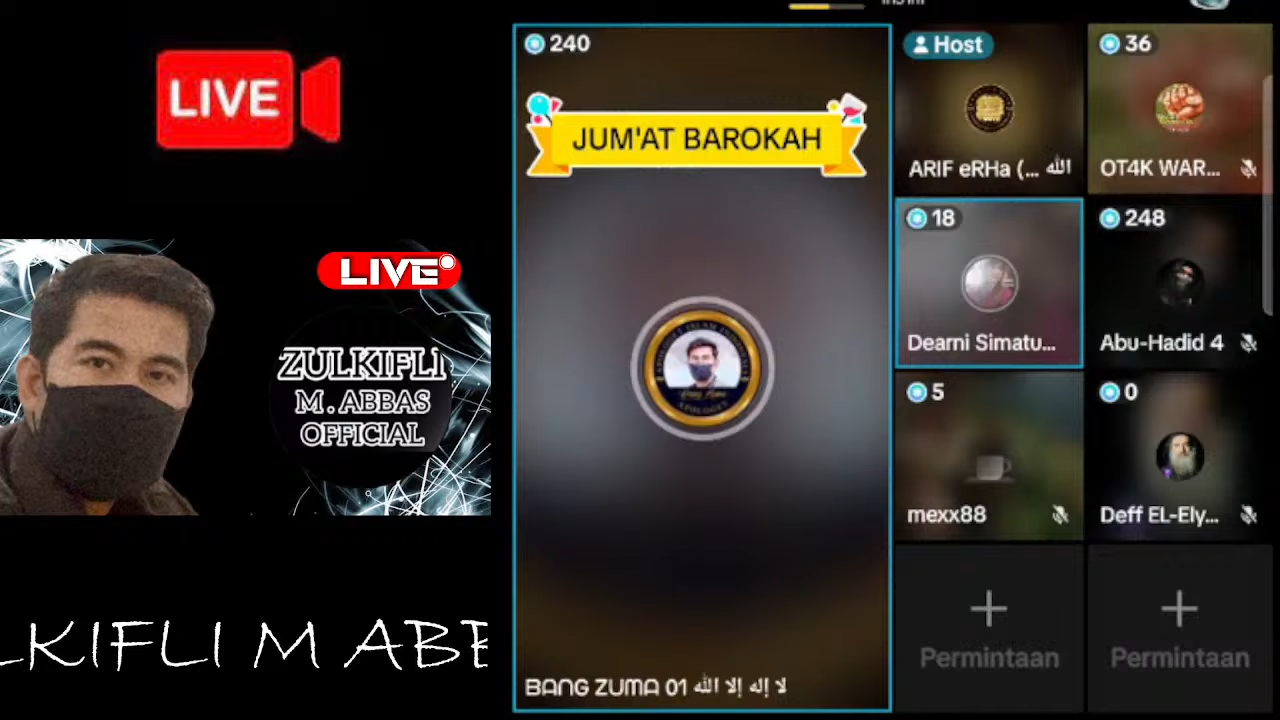 LIVE
LIVE
ZULKIFLI
M. ABBAS
OFFICIAL
LKIFLI M ABB
240
JUM'AT BAROKAH
BANG ZUMA 01 لا إله إلا الله
Host
ARIF eRHa (... الله
36
OT4K WAR...
18
Dearni Simatu...
248
Abu-Hadid 4
5
mexx88
0
Deff EL-Ely...
Permintaan
Permintaan